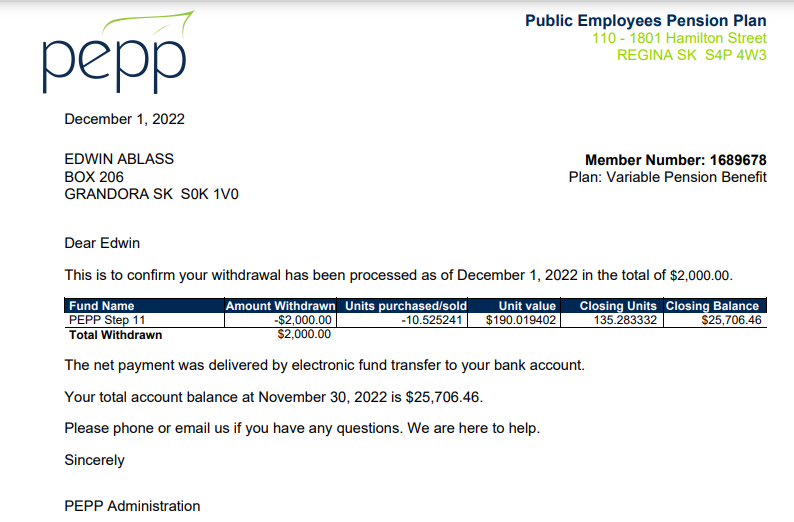 pepp
Public Employees Pension Plan
110 - 1801 Hamilton Street
REGINA SK  S4P 4W3
December 1, 2022
EDWIN ABLASS
BOX 206
GRANDORA SK  S0K 1V0
Member Number: 1689678
Plan: Variable Pension Benefit
Dear Edwin
This is to confirm your withdrawal has been processed as of December 1, 2022 in the total of $2,000.00.
Fund Name Amount Withdrawn Units purchased/sold Unit value Closing Units Closing Balance
PEPP Step 11 -$2,000.00 -10.525241 $190.019402 135.283332 $25,706.46
Total Withdrawn $2,000.00
The net payment was delivered by electronic fund transfer to your bank account.
Your total account balance at November 30, 2022 is $25,706.46.
Please phone or email us if you have any questions. We are here to help.
Sincerely
PEPP Administration